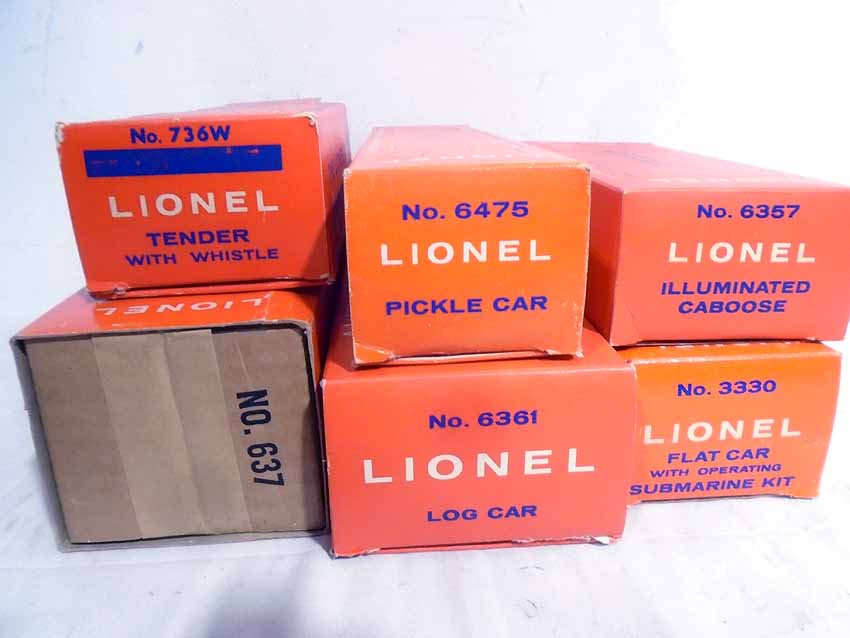 No. 736W
LIONEL
TENDER
WITH WHISTLE
No. 6475
LIONEL
PICKLE CAR
No. 6357
LIONEL
ILLUMINATED
CABOOSE
LIONEL
NO. 637
No. 6361
LIONEL
LOG CAR
No. 3330
LIONEL
FLAT CAR
WITH OPERATING
SUBMARINE KIT